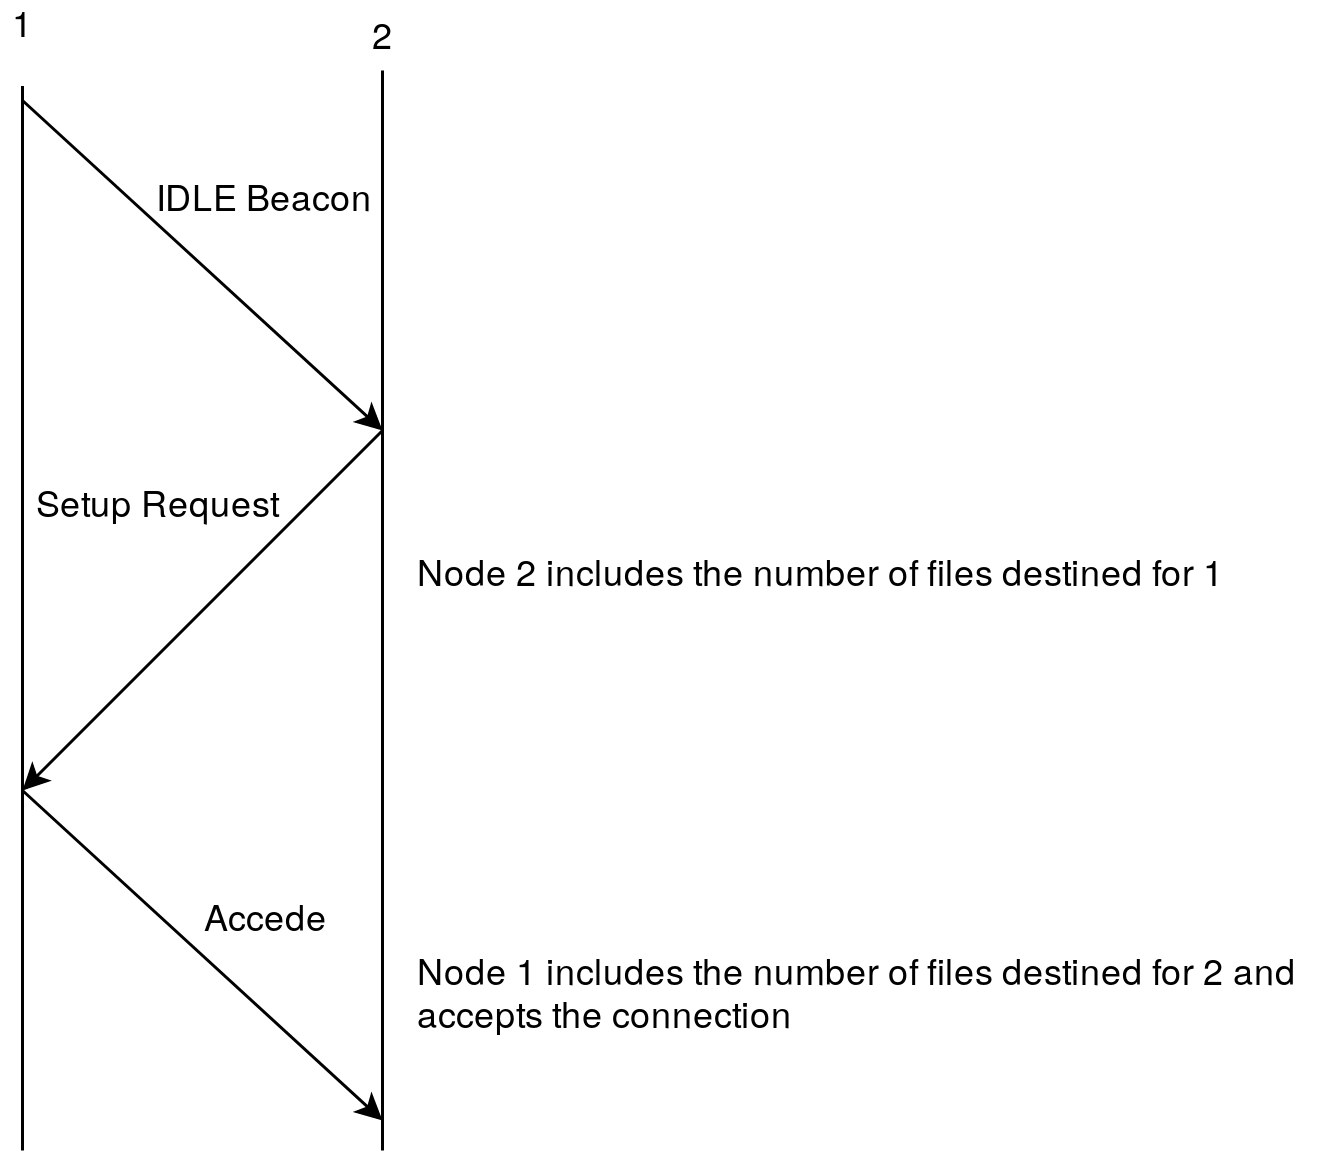 1
2
IDLE Beacon
Setup Request
Node 2 includes the number of files destined for 1
Accede
Node 1 includes the number of files destined for 2 and
accepts the connection